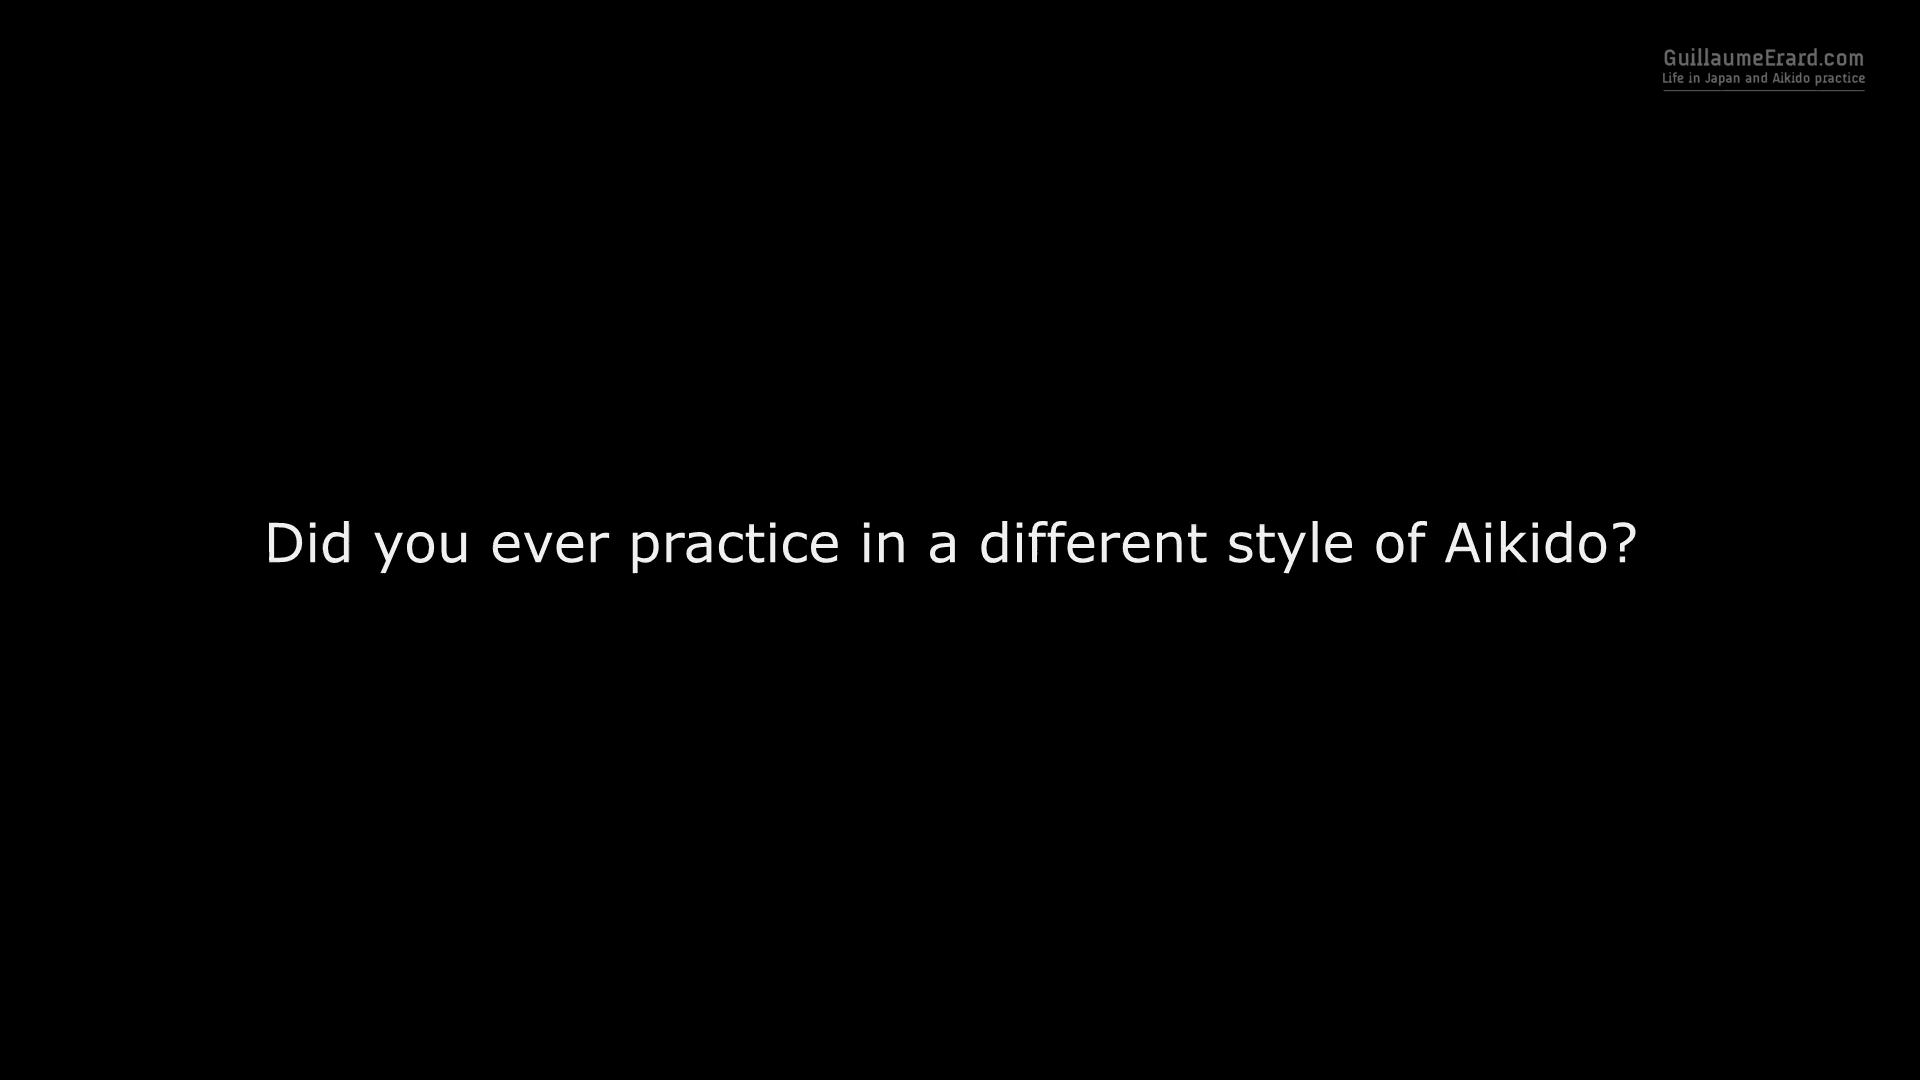 GuillaumeErard.com
Life in Japan and Aikido practice
Did you ever practice in a different style of Aikido?